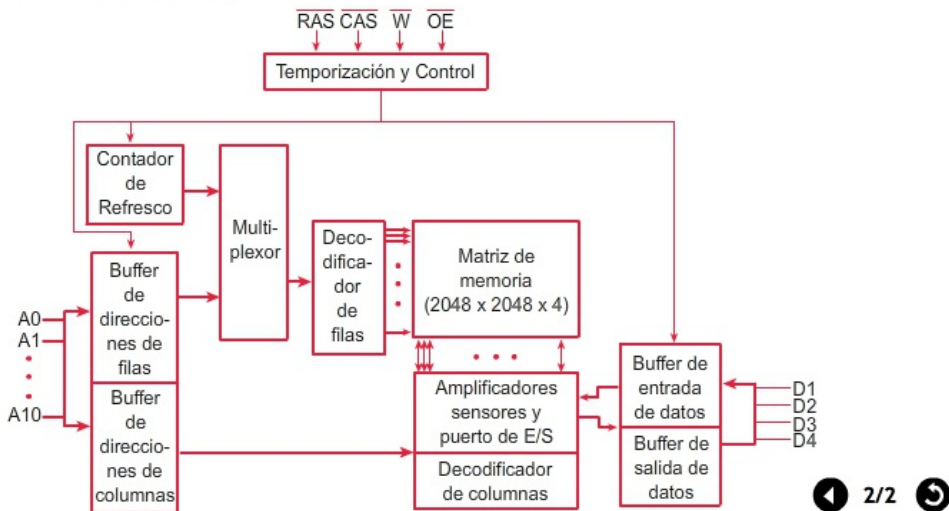 RAS CAS W OE
Temporización y Control
Contador
de
Refresco
Multi-
plexor
Deco-
difica-
dor
de
filas
Matriz de
memoria
(2048 x 2048 x 4)
Buffer
de
direccio-
nes de
filas
A0
A1
A10
Buffer
de
direccio-
nes de
columnas
Amplificadores
sensores y
puerto de E/S
Decodificador
de columnas
Buffer de
entrada
de datos
Buffer de
salida de
datos
D1
D2
D3
D4
2/2